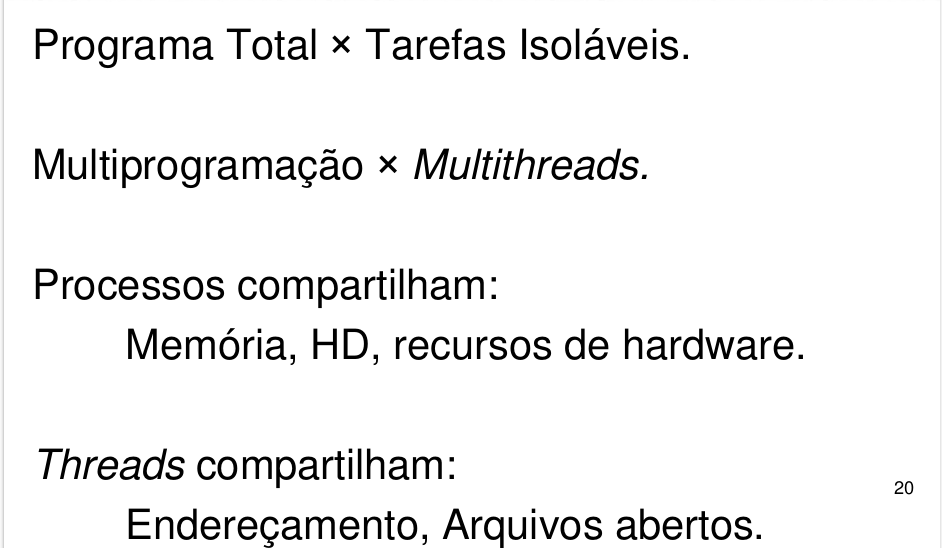 Programa Total × Tarefas Isoláveis.
Multiprogramação × Multithreads.
Processos compartilham:
Memória, HD, recursos de hardware.
Threads compartilham:
20
Endereçamento, Arquivos abertos.